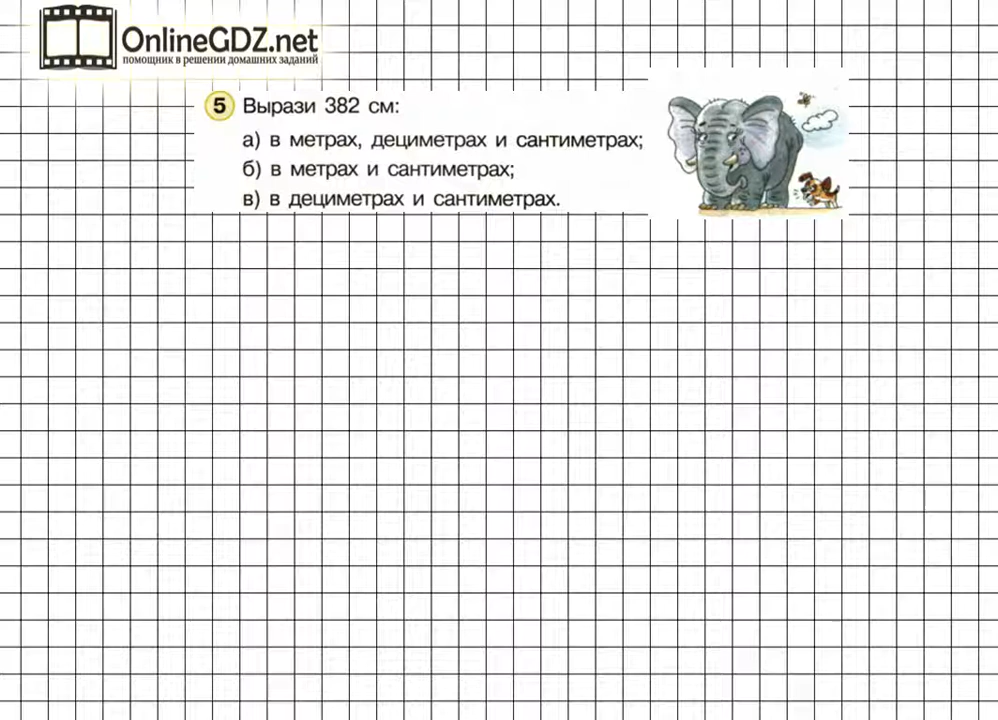 OnlineGDZ.net
помощник в решении домашних заданий
5 Вырази 382 см:
а) в метрах, дециметрах и сантиметрах;
б) в метрах и сантиметрах;
в) в дециметрах и сантиметрах.